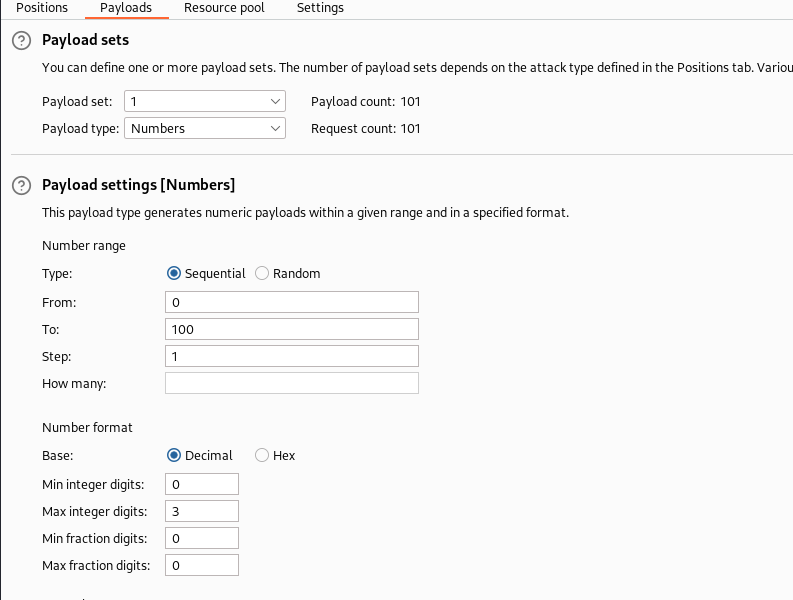 Positions Payloads Resource pool Settings
Payload sets
You can define one or more payload sets. The number of payload sets depends on the attack type defined in the Positions tab. Variou
Payload set: 1 Payload count: 101
Payload type: Numbers Request count: 101
Payload settings [Numbers]
This payload type generates numeric payloads within a given range and in a specified format.
Number range
Type: Sequential Random
From: 0
To: 100
Step: 1
How many:
Number format
Base: Decimal Hex
Min integer digits: 0
Max integer digits: 3
Min fraction digits: 0
Max fraction digits: 0